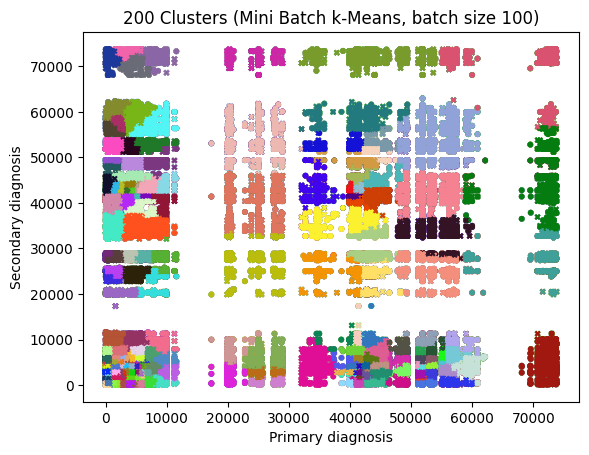 200 Clusters (Mini Batch k-Means, batch size 100)
70000
60000
50000
40000
30000
20000
10000
0
Secondary diagnosis
0 10000 20000 30000 40000 50000 60000 70000
Primary diagnosis